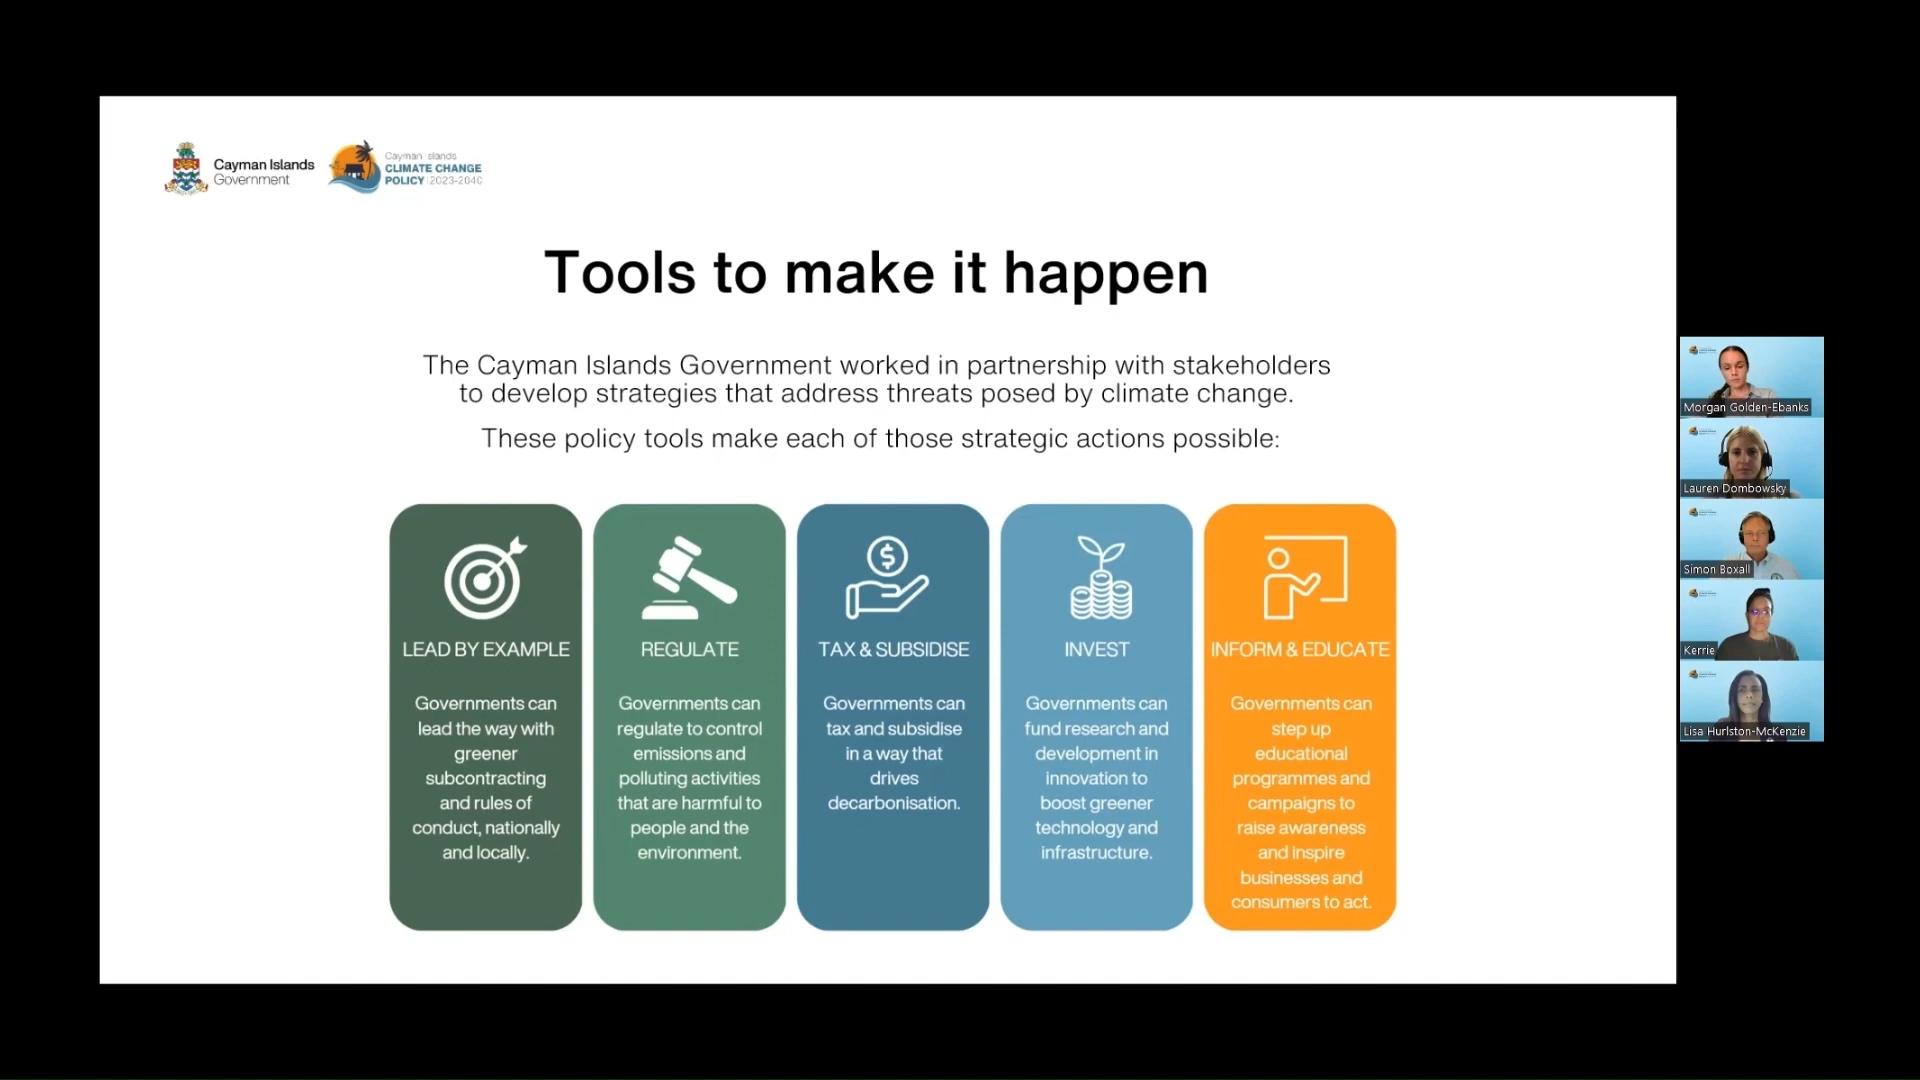 Cayman Islands
Government
Cayman Islands
CLIMATE CHANGE
POLICY | 2023-2040
Tools to make it happen
The Cayman Islands Government worked in partnership with stakeholders
to develop strategies that address threats posed by climate change.
These policy tools make each of those strategic actions possible:
LEAD BY EXAMPLE
Governments can
lead the way with
greener
subcontracting
and rules of
conduct, nationally
and locally.
REGULATE
Governments can
regulate to control
emissions and
polluting activities
that are harmful to
people and the
environment.
TAX & SUBSIDISE
Governments can
tax and subsidise
in a way that
drives
decarbonisation.
INVEST
Governments can
fund research and
development in
innovation to
boost greener
technology and
infrastructure.
INFORM & EDUCATE
Governments can
step up
educational
programmes and
campaigns to
raise awareness
and inspire
businesses and
consumers to act.
Morgan Golden-Ebanks
Lauren Dombowsky
Simon Boxall
Kerrie
Lisa Hurlston-McKenzie